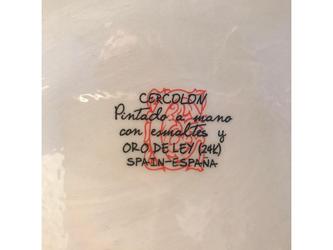 CERCOLON
Pintado a mano
con esmaltes y
ORO DE LEY (24K)
SPAIN-ESPAÑA